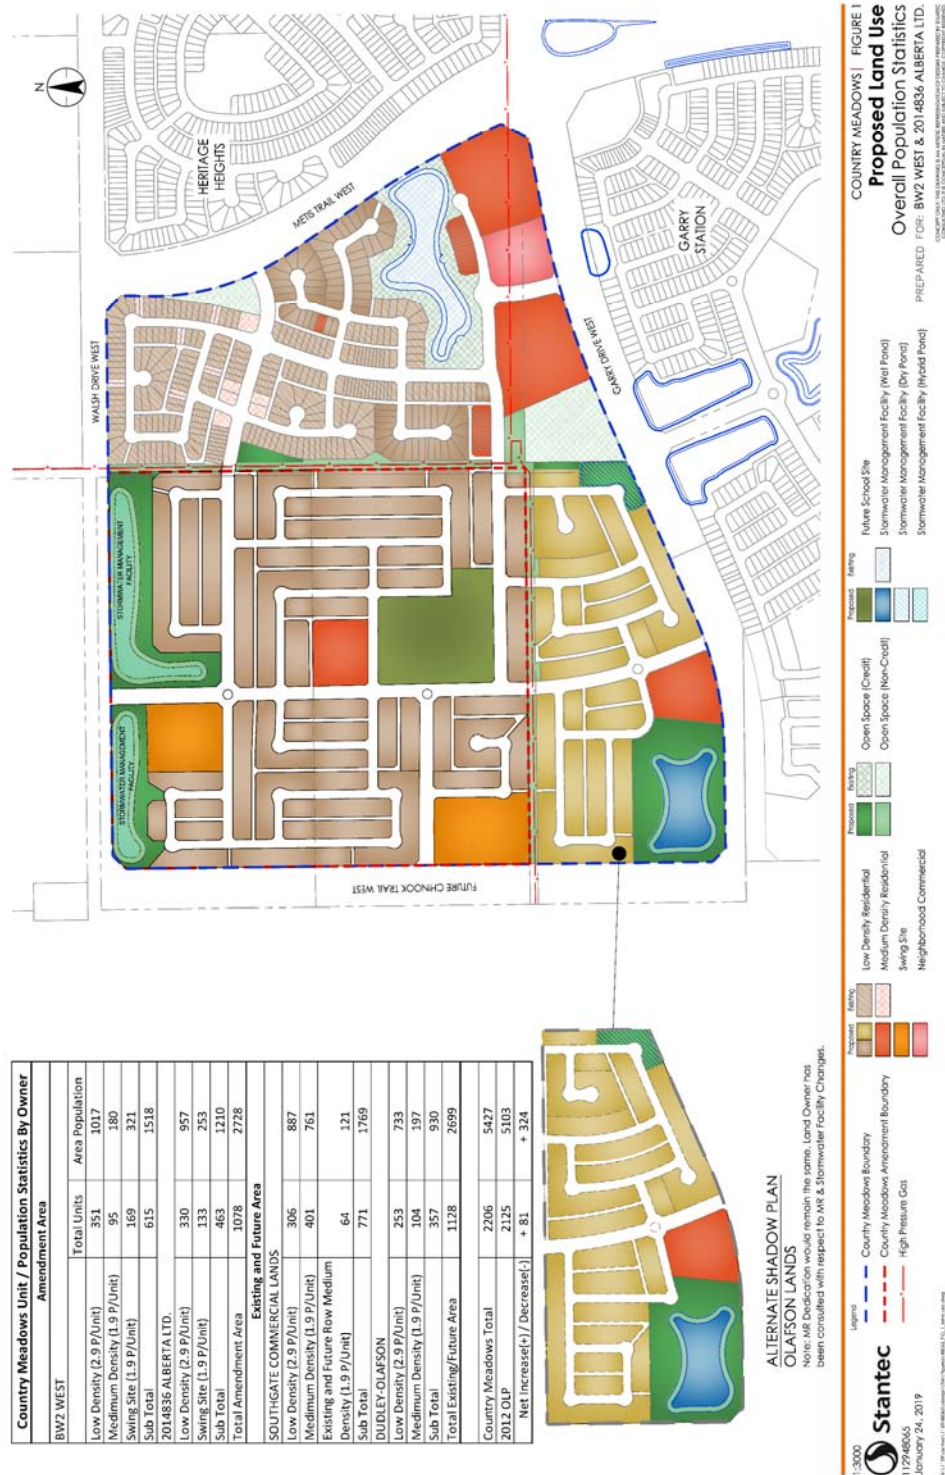 Country Meadows Unit / Population Statistics By Owner
Amendment Area
BW2 WEST Total Units Area Population
Low Density (2.9 P/Unit) 351 1017
Medimum Density (1.9 P/Unit) 95 180
Swing Site (1.9 P/Unit) 169 321
Sub Total 615 1518
2014836 ALBERTA LTD.
Low Density (2.9 P/Unit) 330 957
Swing Site (1.9 P/Unit) 133 253
Sub Total 463 1210
Total Amendment Area 1078 2728
Existing and Future Area
SOUTHGATE COMMERCIAL LANDS
Low Density (2.9 P/Unit) 306 887
Medimum Density (1.9 P/Unit) 401 761
Existing and Future Row Medium
Density (1.9 P/Unit) 64 121
Sub Total 771 1769
DUDLEY-OLAFSON
Low Density (2.9 P/Unit) 253 733
Medimum Density (1.9 P/Unit) 104 197
Sub Total 357 930
Total Existing/Future Area 1128 2699
Country Meadows Total 2206 5427
2012 OLP 2125 5103
Net Increase(+) / Decrease(-) + 81 + 324
N
WALSH DRIVE WEST
HERITAGE
HEIGHTS
METIS TRAIL WEST
STORMWATER MANAGEMENT
FACILITY
STORMWATER MANAGEMENT
FACILITY
FUTURE CHINOOK TRAIL WEST
GARRY DRIVE WEST
GARRY
STATION
ALTERNATE SHADOW PLAN
OLAFSON LANDS
Note: MR Dedication would remain the same. Land Owner has
been consulted with respect to MR & Stormwater Facility Changes.
1:3000
Stantec
112948065
January 24, 2019
Legend
Country Meadows Boundary
Country Meadows Amendment Boundary
High Pressure Gas
Proposed Existing
Low Density Residential
Medium Density Residential
Swing Site
Neighborhood Commercial
Proposed Existing
Open Space (Credit)
Open Space (Non-Credit)
Proposed Existing
Future School Site
Stormwater Management Facility (Wet Pond)
Stormwater Management Facility (Dry Pond)
Stormwater Management Facility (Hybrid Pond)
COUNTRY MEADOWS | FIGURE 1
Proposed Land Use
Overall Population Statistics
PREPARED FOR: BW2 WEST & 2014836 ALBERTA LTD.